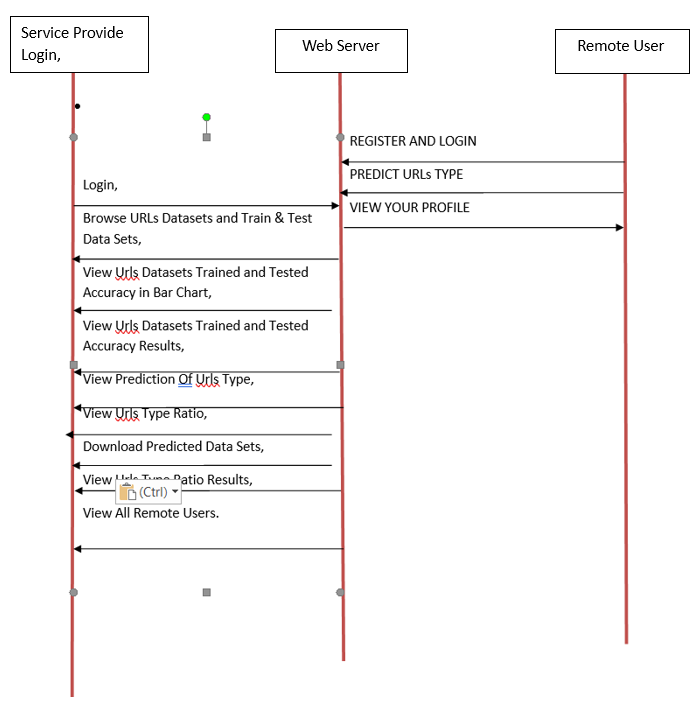 Service Provide
Login,
Web Server
Remote User
REGISTER AND LOGIN
PREDICT URLs TYPE
VIEW YOUR PROFILE
Login,
Browse URLs Datasets and Train & Test
Data Sets,
View Urls Datasets Trained and Tested
Accuracy in Bar Chart,
View Urls Datasets Trained and Tested
Accuracy Results,
View Prediction Of Urls Type,
View Urls Type Ratio,
Download Predicted Data Sets,
View Urls Type Ratio Results,
(Ctrl)
View All Remote Users.